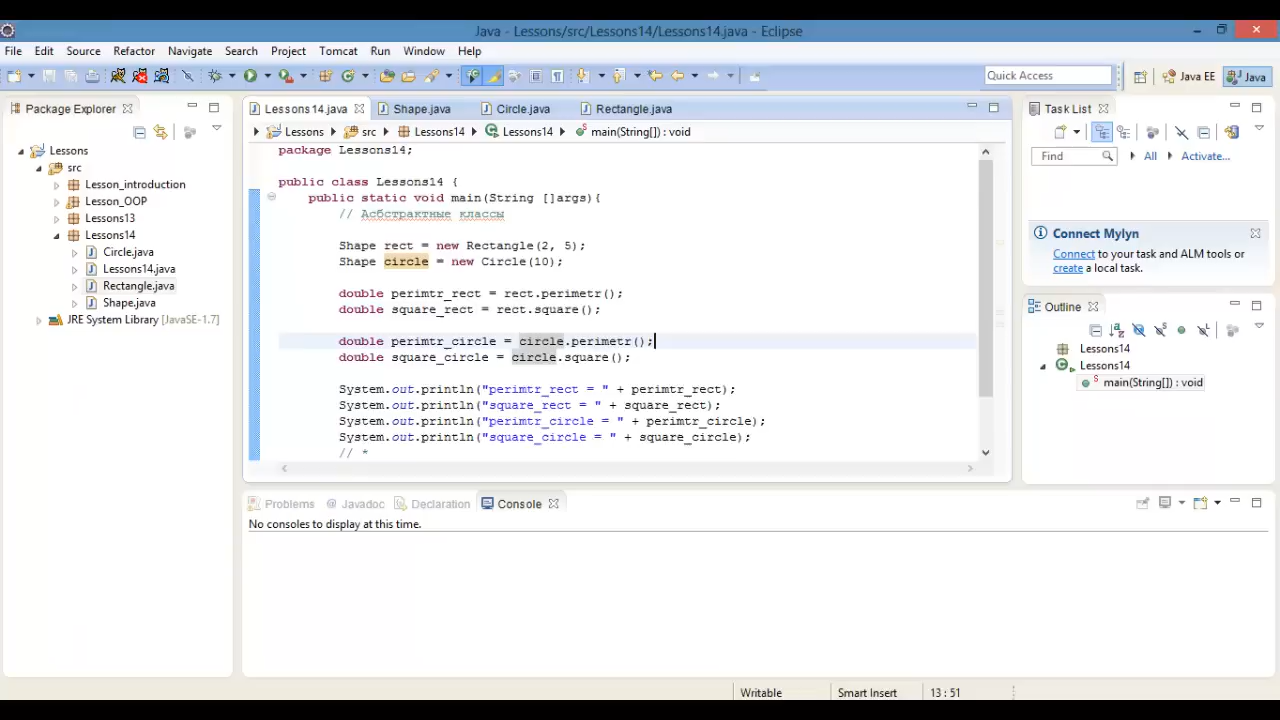 Java - Lessons/src/Lessons14/Lessons14.java - Eclipse
File Edit Source Refactor Navigate Search Project Tomcat Run Window Help
Quick Access
Java EE
Java
Package Explorer
Lessons
src
Lesson_introduction
Lesson_OOP
Lessons13
Lessons14
Circle.java
Lessons14.java
Rectangle.java
Shape.java
JRE System Library [JavaSE-1.7]
Lessons14.java Shape.java Circle.java Rectangle.java
Lessons src Lessons14 Lessons14 main(String[]) : void
package Lessons14;
public class Lessons14 {
public static void main(String []args){
// Асбстрактные классы
Shape rect = new Rectangle(2, 5);
Shape circle = new Circle(10);
double perimtr_rect = rect.perimetr();
double square_rect = rect.square();
double perimtr_circle = circle.perimetr();
double square_circle = circle.square();
System.out.println("perimtr_rect = " + perimtr_rect);
System.out.println("square_rect = " + square_rect);
System.out.println("perimtr_circle = " + perimtr_circle);
System.out.println("square_circle = " + square_circle);
// *
Task List
Find All Activate...
Connect Mylyn
Connect to your task and ALM tools or
create a local task.
Outline
Lessons14
Lessons14
main(String[]) : void
Problems @ Javadoc Declaration Console
No consoles to display at this time.
Writable Smart Insert 13 : 51